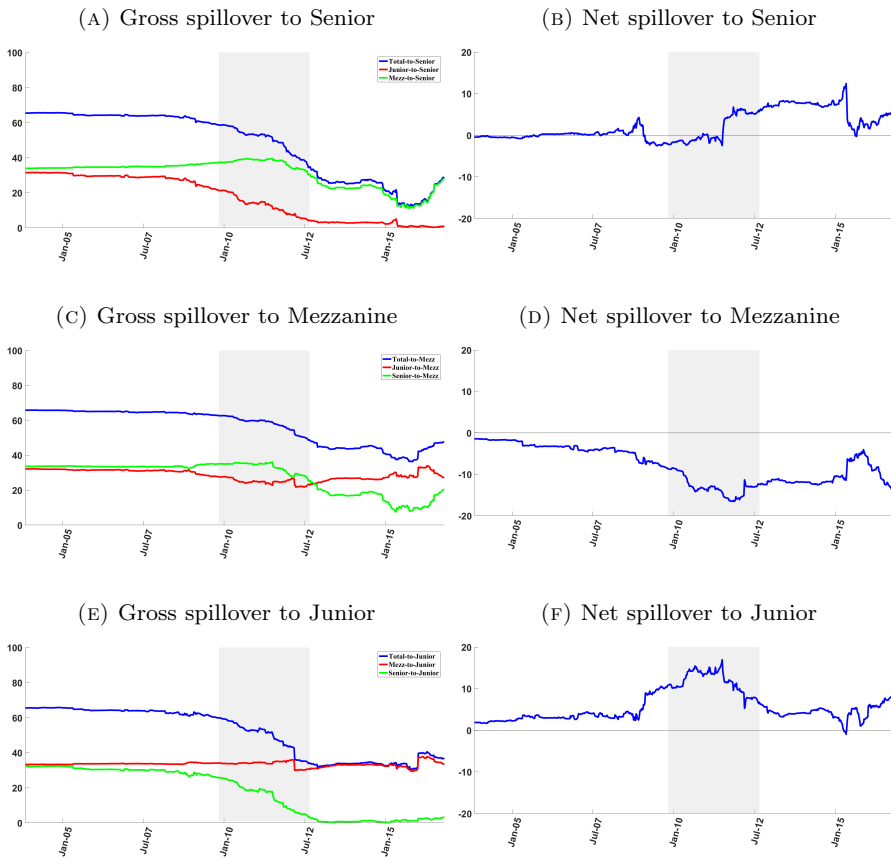 (A) Gross spillover to Senior
100
80
60
40
20
0
Total-to-Senior
Junior-to-Senior
Mezz-to-Senior
Jan-05
Jul-07
Jan-10
Jul-12
Jan-15
(B) Net spillover to Senior
20
10
0
-10
-20
Jan-05
Jul-07
Jan-10
Jul-12
Jan-15
(C) Gross spillover to Mezzanine
100
80
60
40
20
0
Total-to-Mezz
Junior-to-Mezz
Senior-to-Mezz
Jan-05
Jul-07
Jan-10
Jul-12
Jan-15
(D) Net spillover to Mezzanine
20
10
0
-10
-20
Jan-05
Jul-07
Jan-10
Jul-12
Jan-15
(E) Gross spillover to Junior
100
80
60
40
20
0
Total-to-Junior
Mezz-to-Junior
Senior-to-Junior
Jan-05
Jul-07
Jan-10
Jul-12
Jan-15
(F) Net spillover to Junior
20
10
0
-10
-20
Jan-05
Jul-07
Jan-10
Jul-12
Jan-15